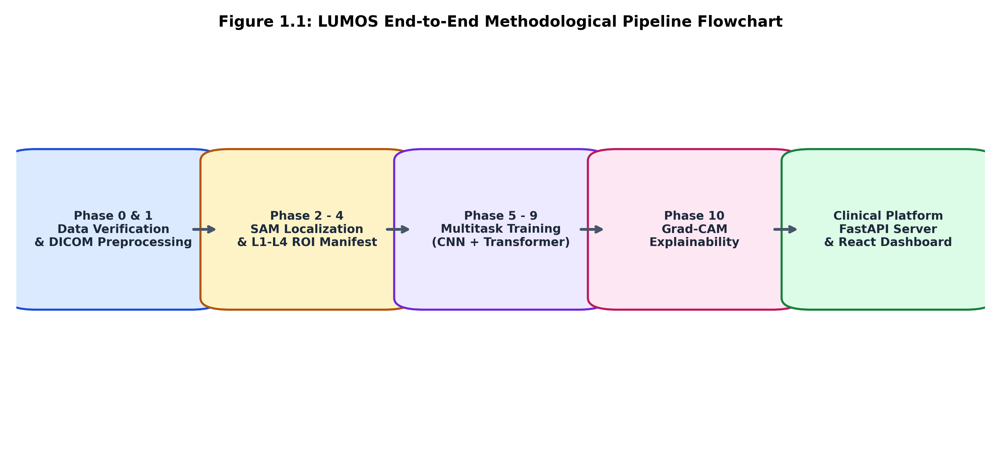 Figure 1.1: LUMOS End-to-End Methodological Pipeline Flowchart
Phase 0 & 1
Data Verification
& DICOM Preprocessing
Phase 2 - 4
SAM Localization
& L1-L4 ROI Manifest
Phase 5 - 9
Multitask Training
(CNN + Transformer)
Phase 10
Grad-CAM
Explainability
Clinical Platform
FastAPI Server
& React Dashboard